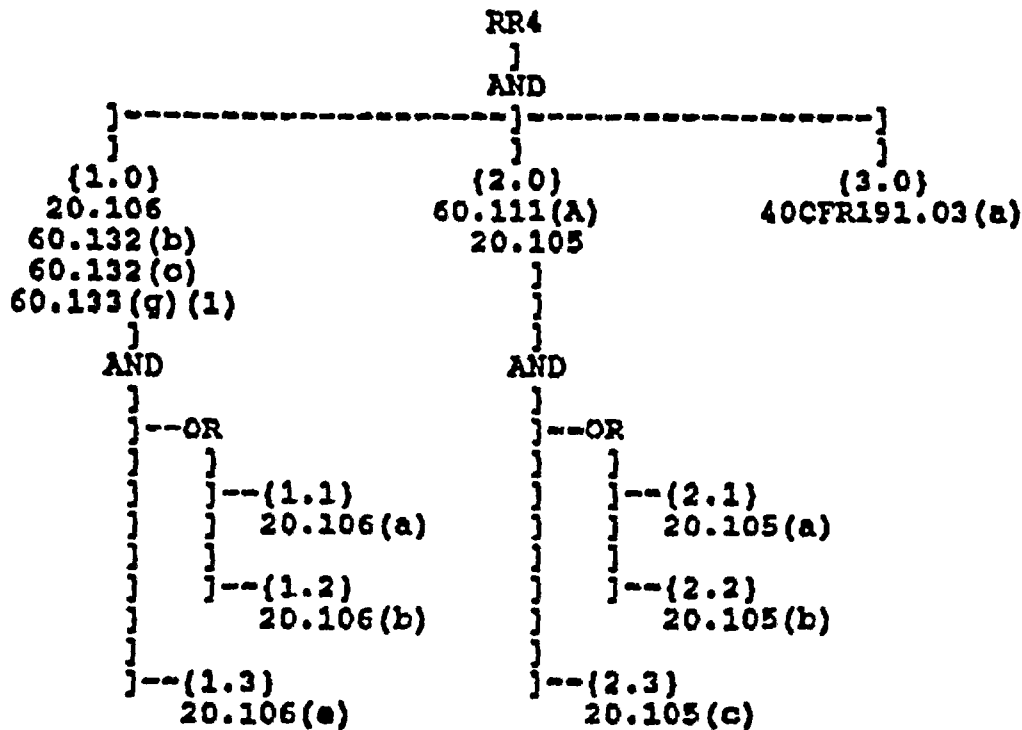 RR4
]
AND
]----------------]---------------]
] ] ]
{1.0} {2.0} {3.0}
20.106 60.111(A) 40CFR191.03(a)
60.132(b) 20.105
60.132(c) ]
60.133(g)(1) ]
] ]
AND AND
] ]
]--OR ]--OR
] ] ] ]
] ]--{1.1} ] ]--{2.1}
] ] 20.106(a) ] ] 20.105(a)
] ] ] ]
] ]--{1.2} ] ]--{2.2}
] 20.106(b) ] 20.105(b)
] ]
]--{1.3} ]--{2.3}
20.106(e) 20.105(c)